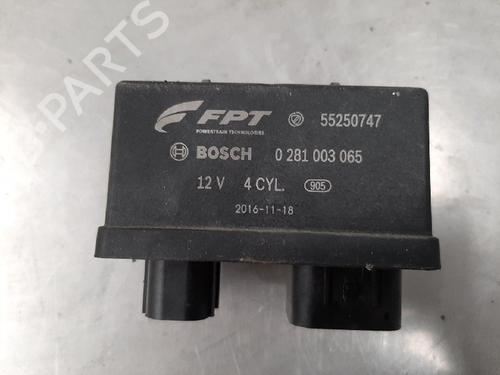 FPT 55250747
POWERTRAIN TECHNOLOGIES
BOSCH 0 281 003 065
12 V 4 CYL. 905
2016-11-18
PARTS